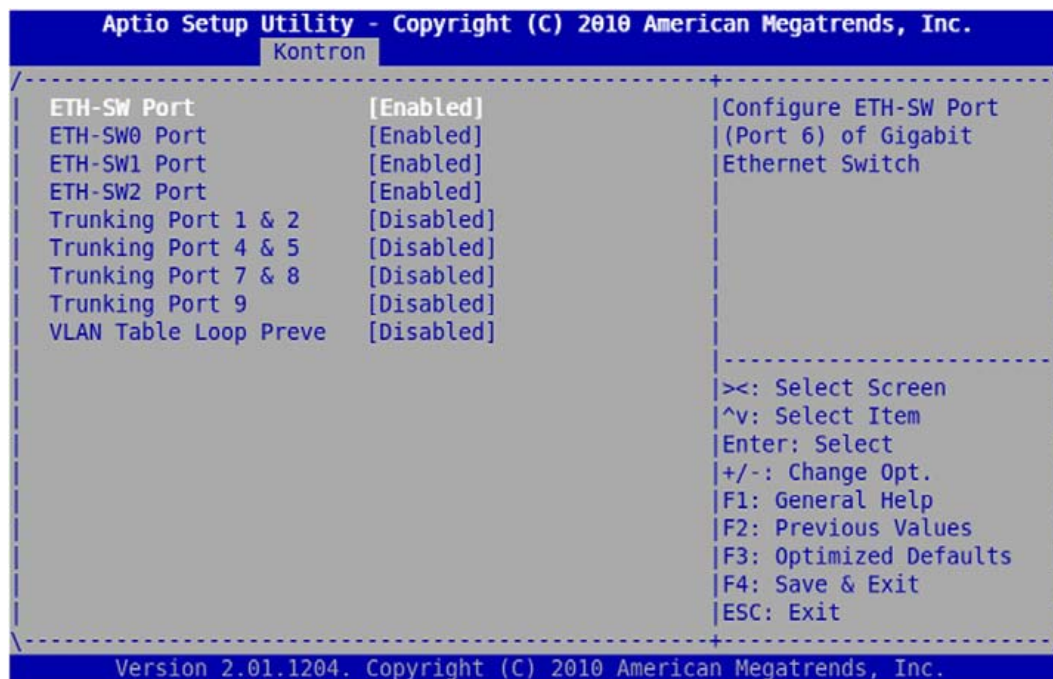 Aptio Setup Utility - Copyright (C) 2010 American Megatrends, Inc.
Kontron
ETH-SW Port [Enabled]
ETH-SW0 Port [Enabled]
ETH-SW1 Port [Enabled]
ETH-SW2 Port [Enabled]
Trunking Port 1 & 2 [Disabled]
Trunking Port 4 & 5 [Disabled]
Trunking Port 7 & 8 [Disabled]
Trunking Port 9 [Disabled]
VLAN Table Loop Preve [Disabled]
Configure ETH-SW Port
(Port 6) of Gigabit
Ethernet Switch
><: Select Screen
^v: Select Item
Enter: Select
+/-: Change Opt.
F1: General Help
F2: Previous Values
F3: Optimized Defaults
F4: Save & Exit
ESC: Exit
Version 2.01.1204. Copyright (C) 2010 American Megatrends, Inc.